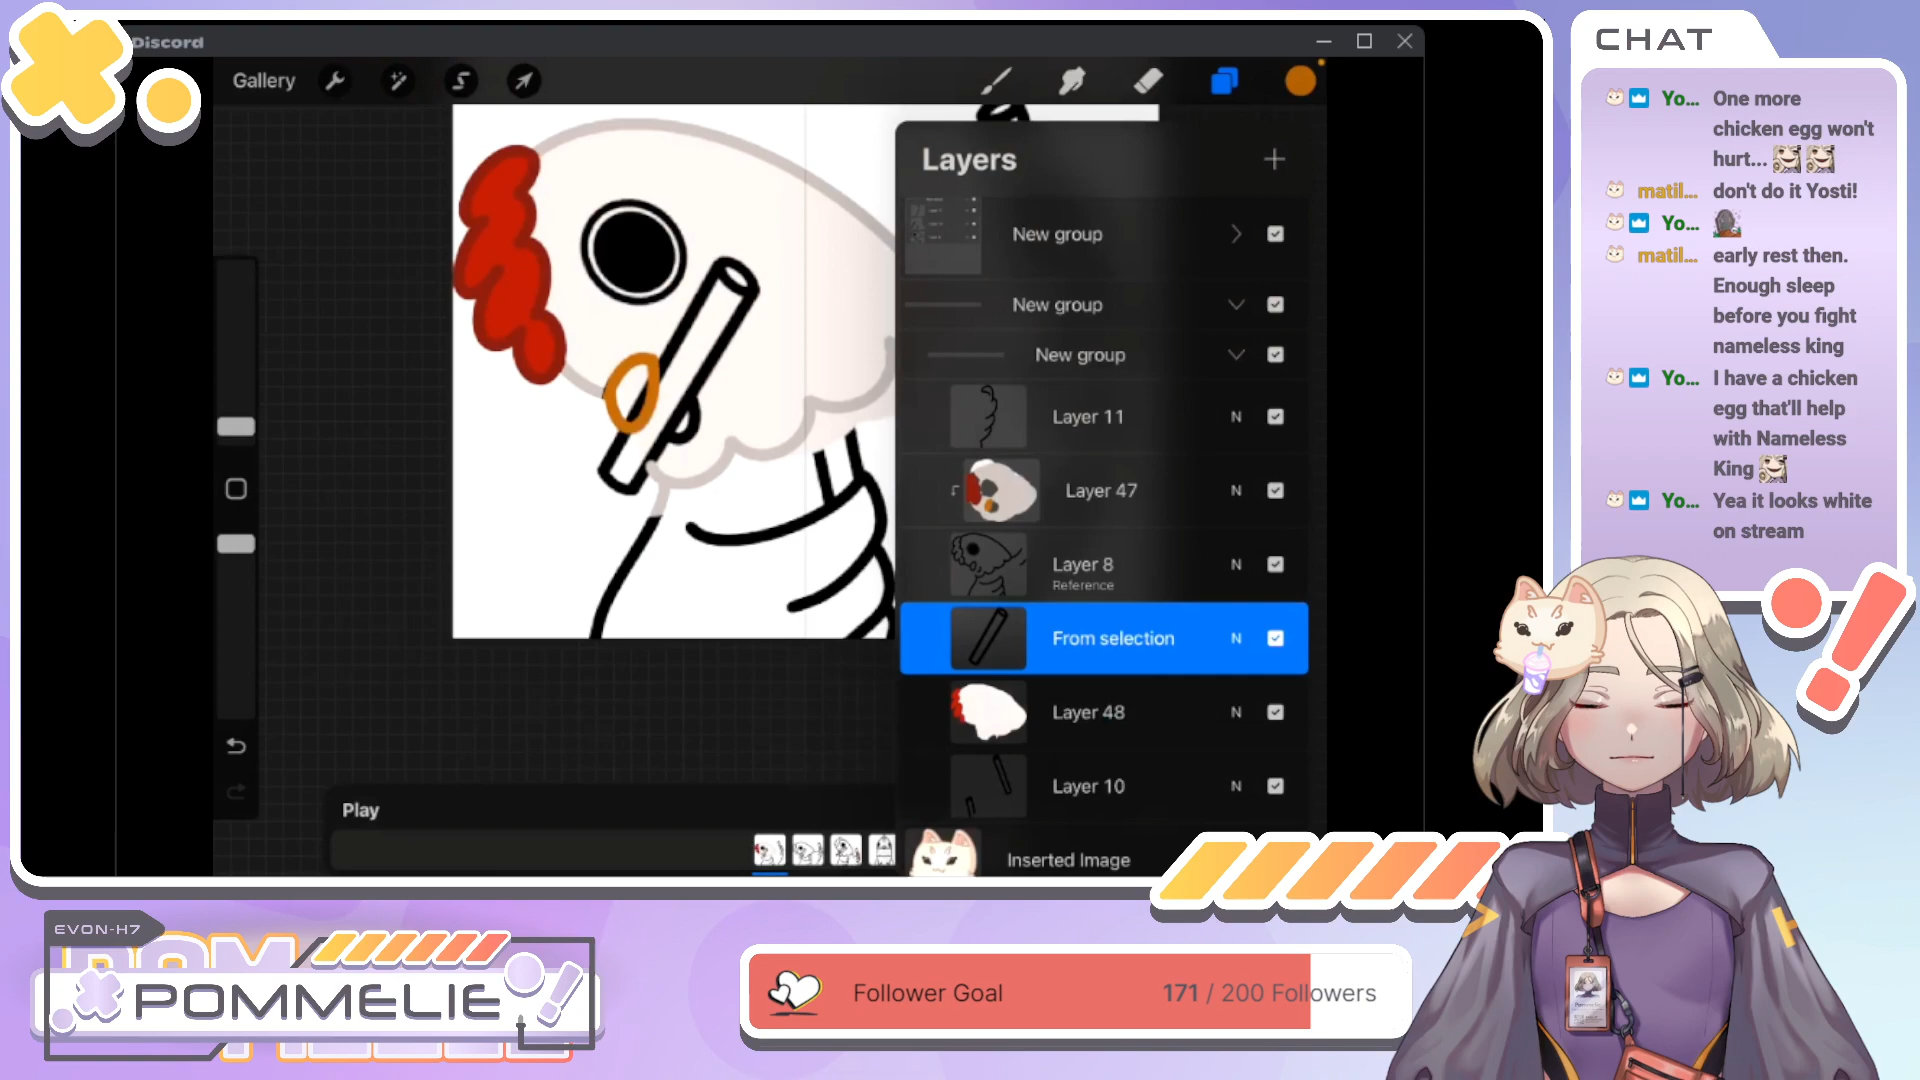 Discord
Gallery
Layers
New group
New group
New group
Layer 11 N
Layer 47 N
Layer 8 N
Reference
From selection N
Layer 48 N
Layer 10 N
Inserted Image
Play
CHAT
Yo... One more
chicken egg won't
hurt...
matil... don't do it Yosti!
Yo...
matil... early rest then.
Enough sleep
before you fight
nameless king
Yo... I have a chicken
egg that'll help
with Nameless
King
Yo... Yea it looks white
on stream
EVON-H7
POMMELIE
Follower Goal 171 / 200 Followers